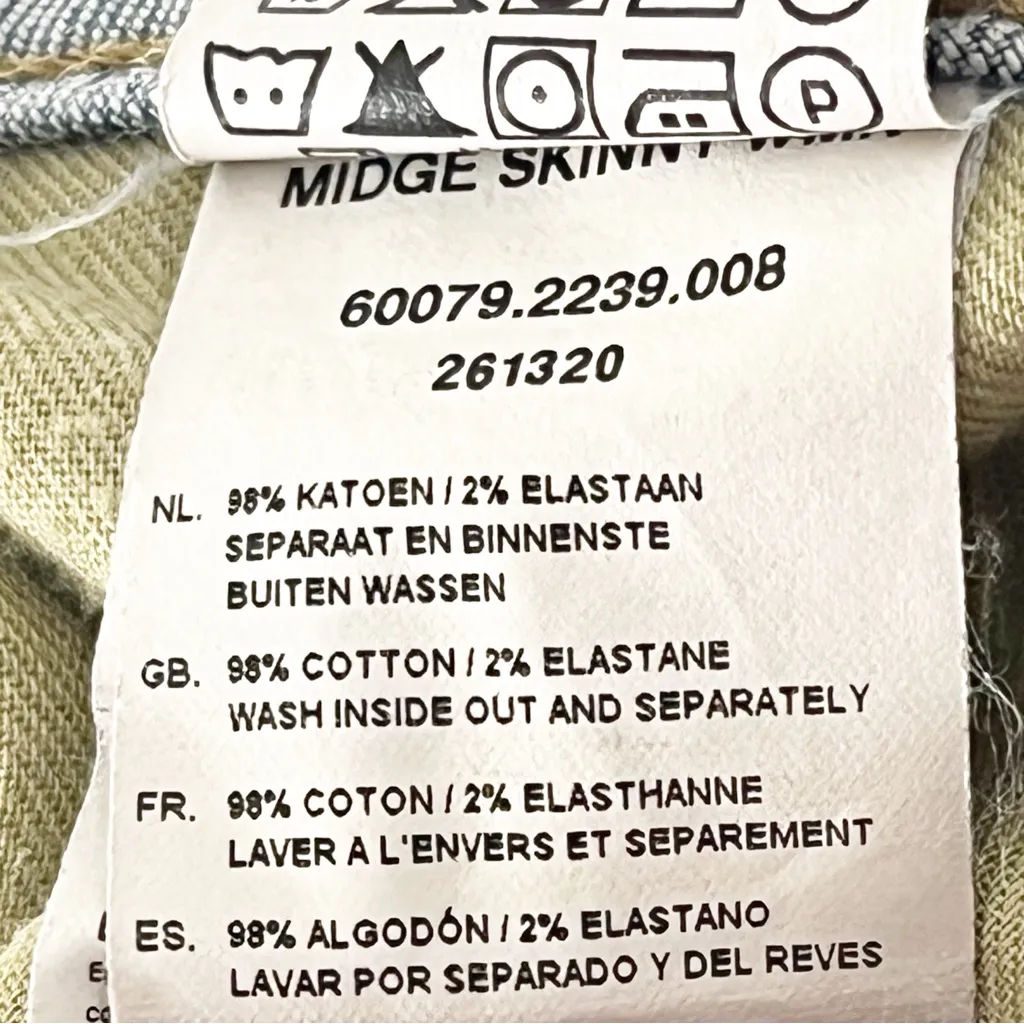 P
MIDGE SKINNY
60079.2239.008
261320
NL. 98% KATOEN / 2% ELASTAAN
SEPARAAT EN BINNENSTE
BUITEN WASSEN
GB. 98% COTTON / 2% ELASTANE
WASH INSIDE OUT AND SEPARATELY
FR. 98% COTON / 2% ELASTHANNE
LAVER A L'ENVERS ET SEPAREMENT
ES. 98% ALGODÓN / 2% ELASTANO
LAVAR POR SEPARADO Y DEL REVES